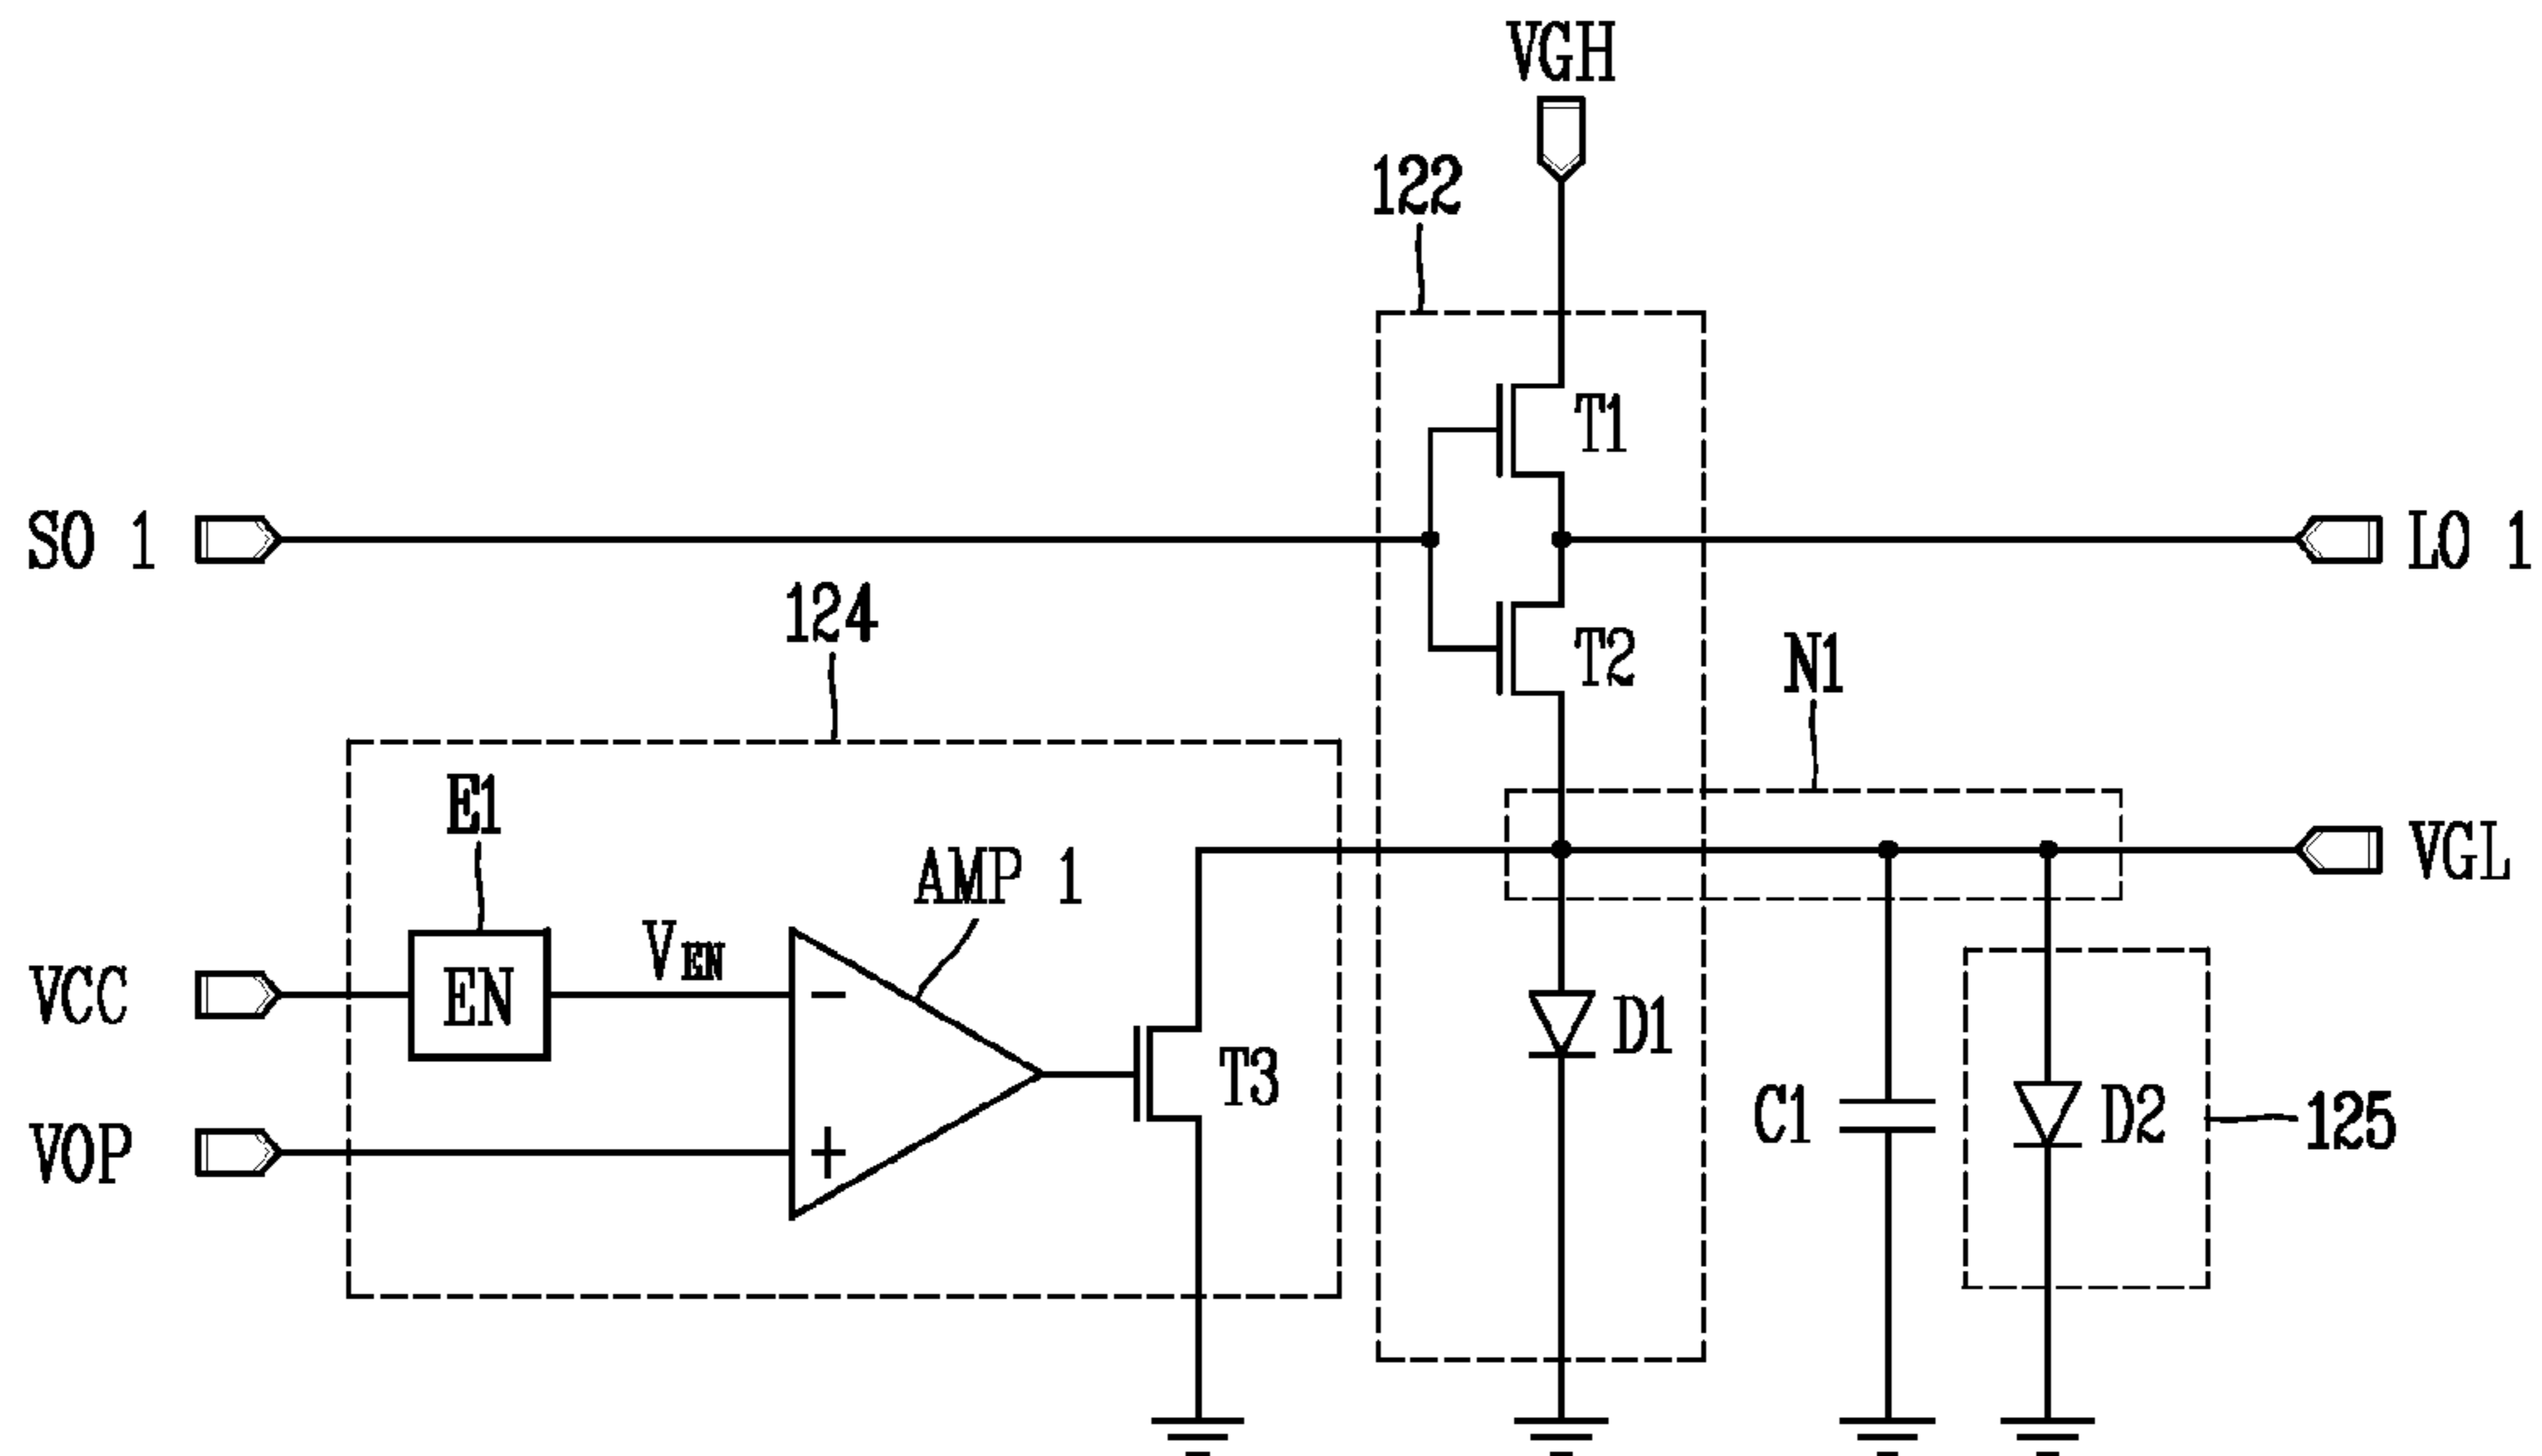 VGH
122
T1
SO 1
LO 1
124
T2
N1
E1
AMP 1
VGL
VEN
VCC
EN
D1
T3
C1
D2
125
VOP